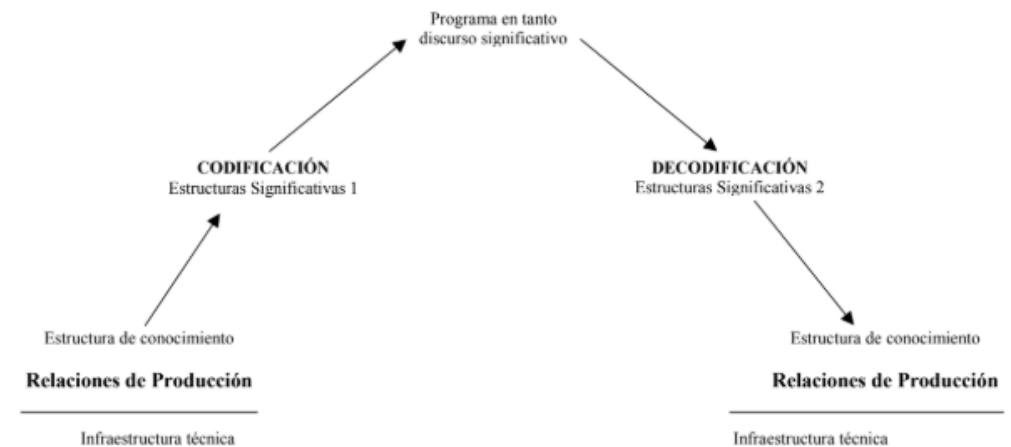 Programa en tanto
discurso significativo
CODIFICACIÓN
Estructuras Significativas 1
DECODIFICACIÓN
Estructuras Significativas 2
Estructura de conocimiento
Relaciones de Producción
Infraestructura técnica
Estructura de conocimiento
Relaciones de Producción
Infraestructura técnica